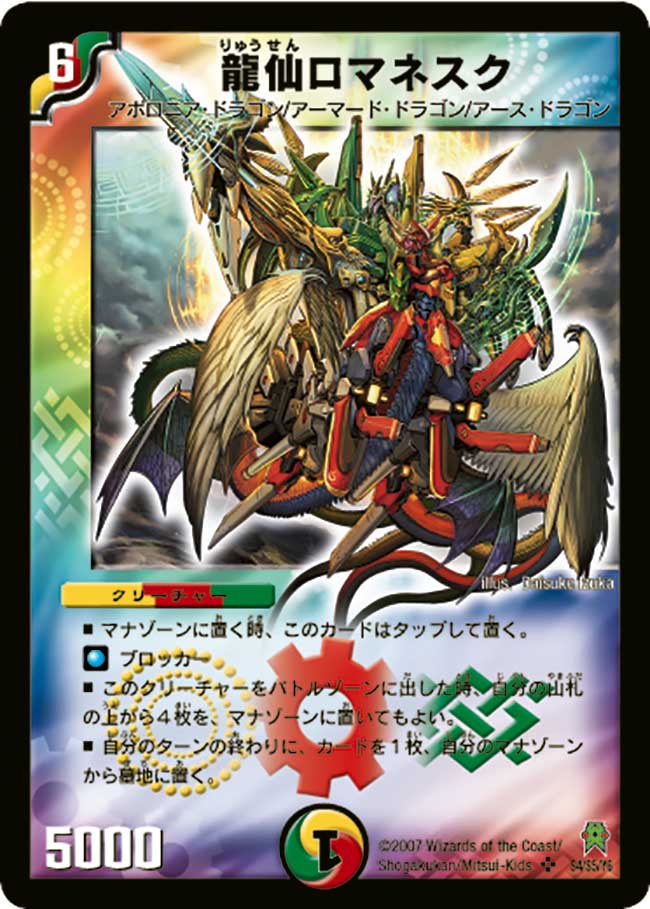 6
りゅうせん
龍仙ロマネスク
アポロニア・ドラゴン/アーマード・ドラゴン/アース・ドラゴン
illus. Daisuke Izuka
クリーチャー
■ マナゾーンに置く時、このカードはタップして置く。
ブロッカー
■ このクリーチャーをバトルゾーンに出した時、自分の山札
の上から4枚を、マナゾーンに置いてもよい。
■ 自分のターンの終わりに、カードを1枚、自分のマナゾーン
から墓地に置く。
5000
©2007 Wizards of the Coast/
Shogakukan/Mitsui-Kids
S4/S5/Y6